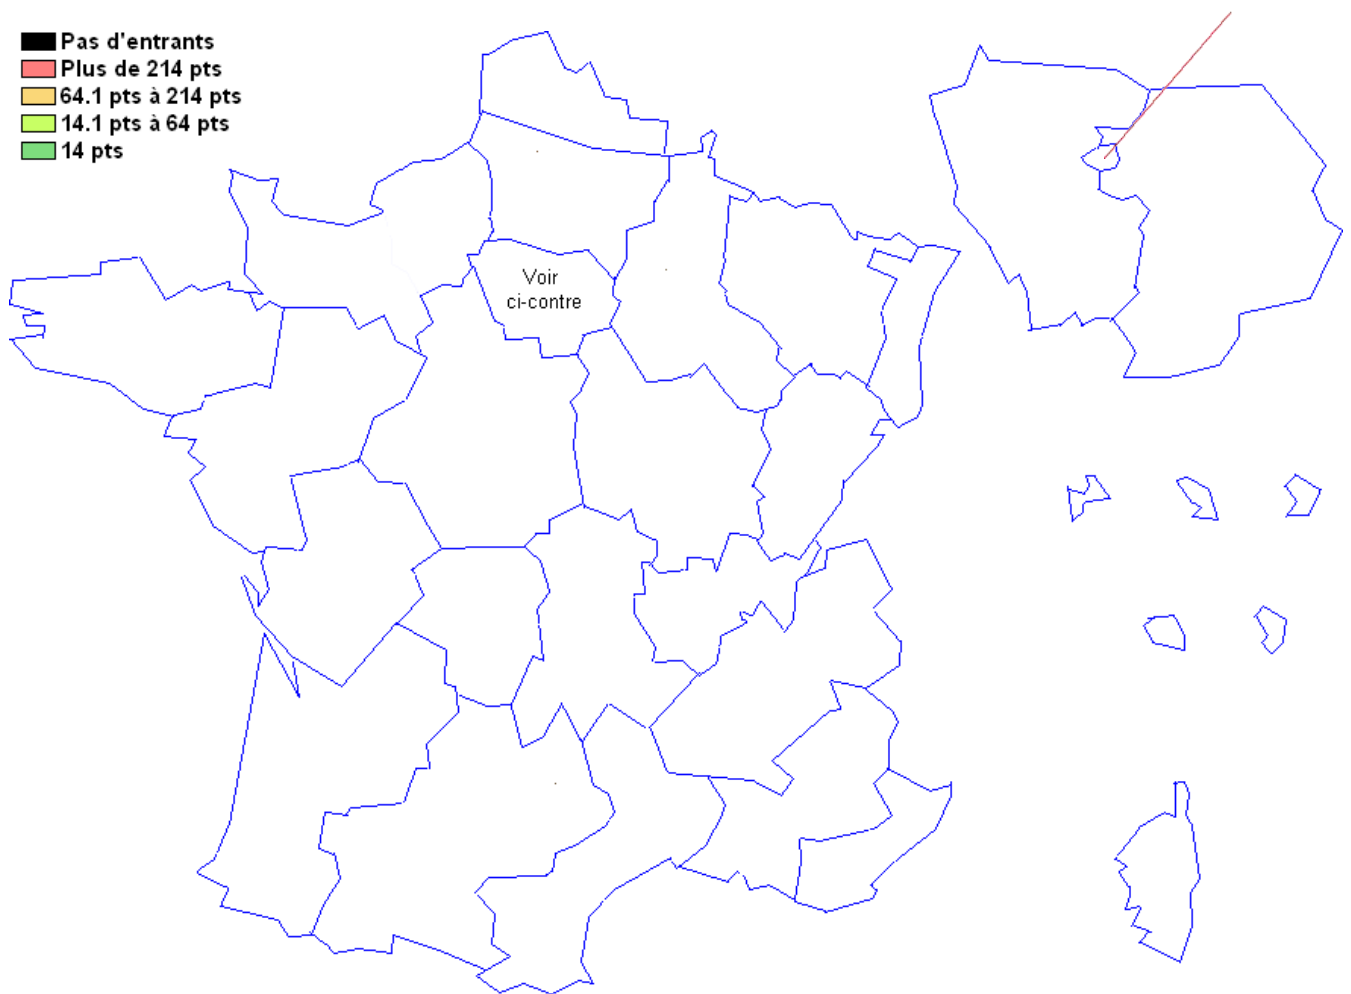 Pas d'entrants
Plus de 214 pts
64.1 pts à 214 pts
14.1 pts à 64 pts
14 pts
Voir
ci-contre